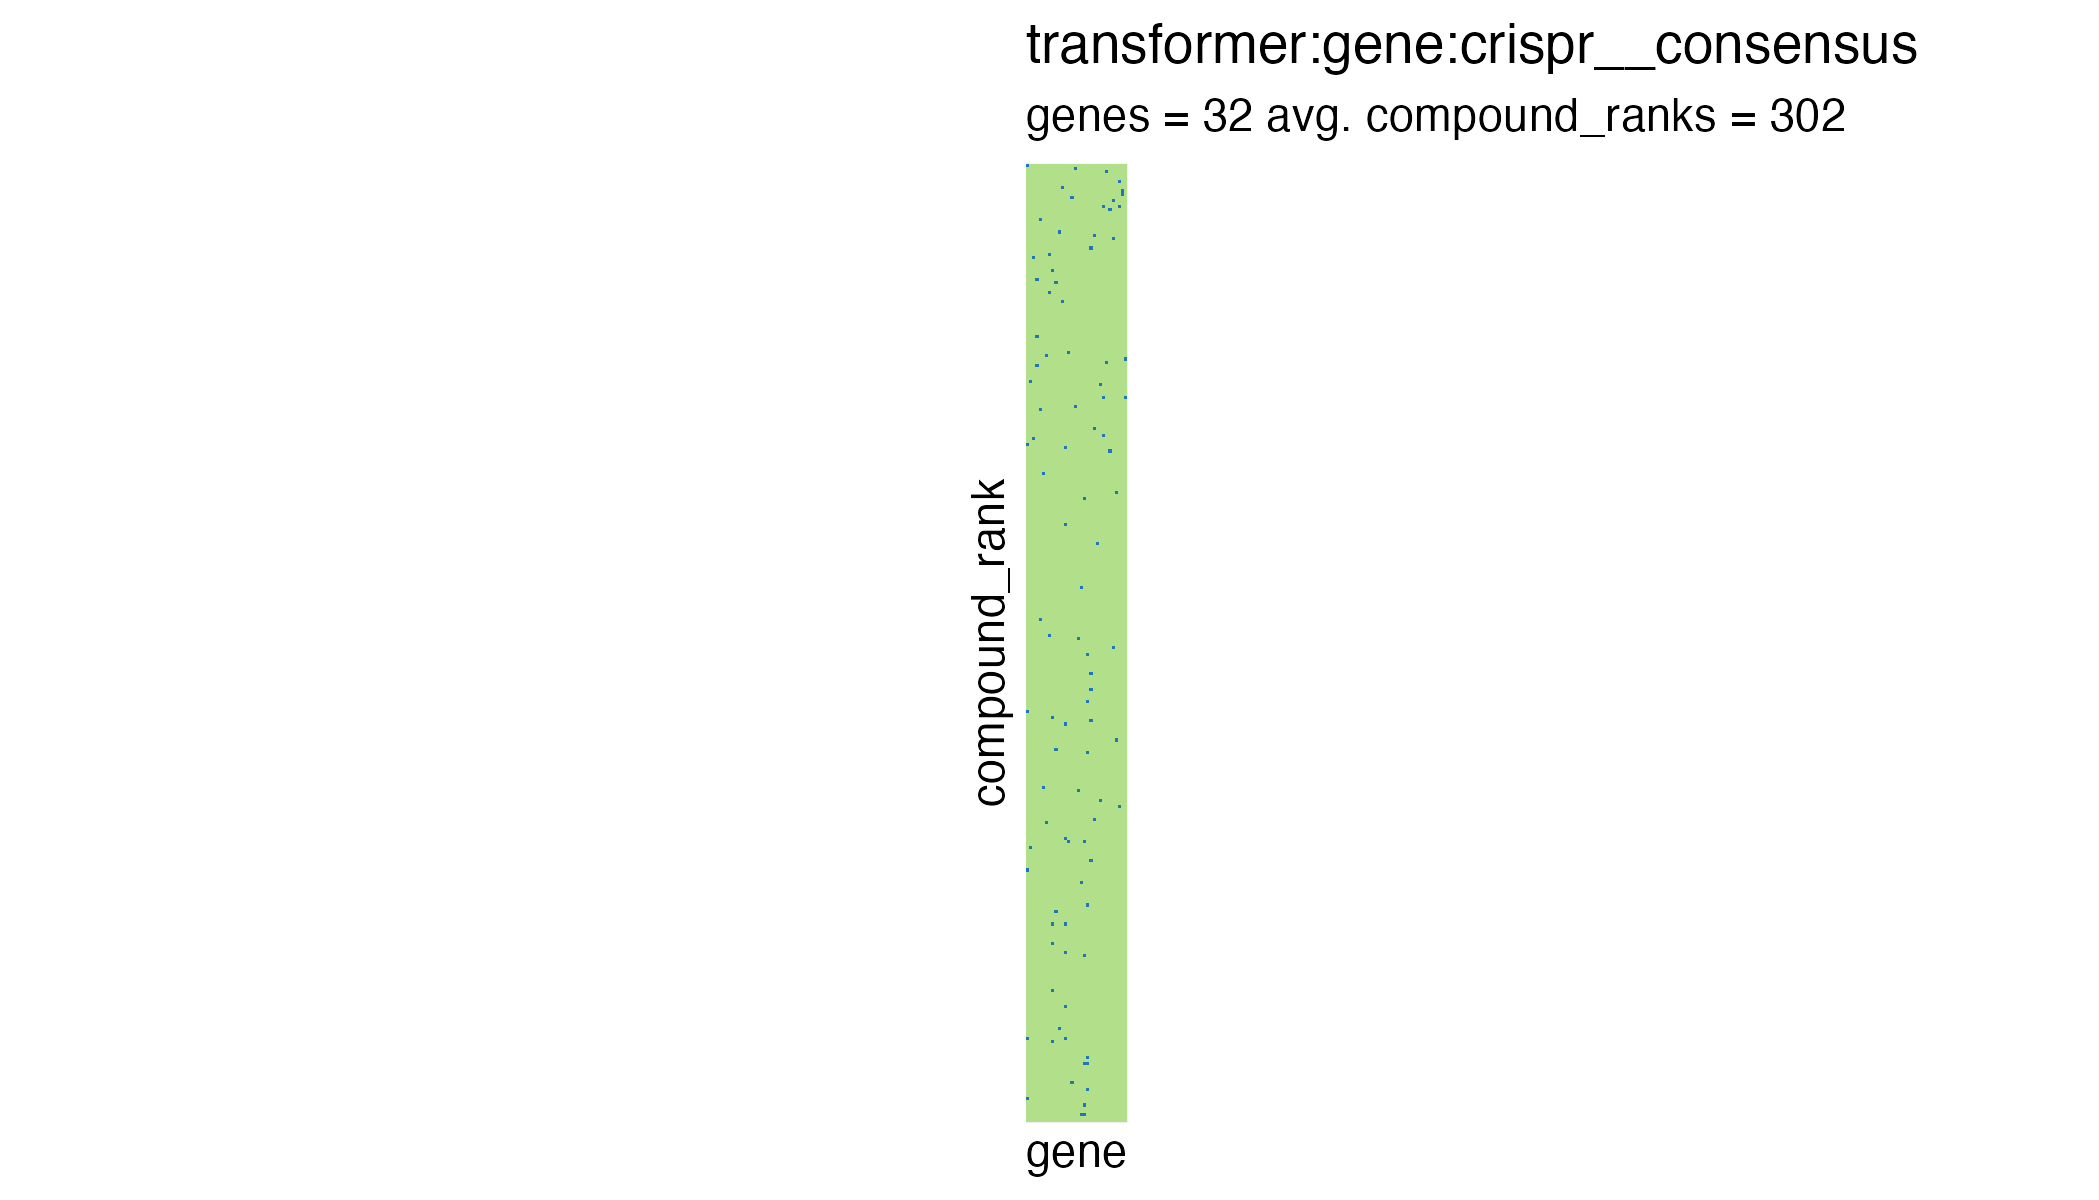 transformer:gene:crispr__consensus
genes = 32 avg. compound_ranks = 302
compound_rank
gene